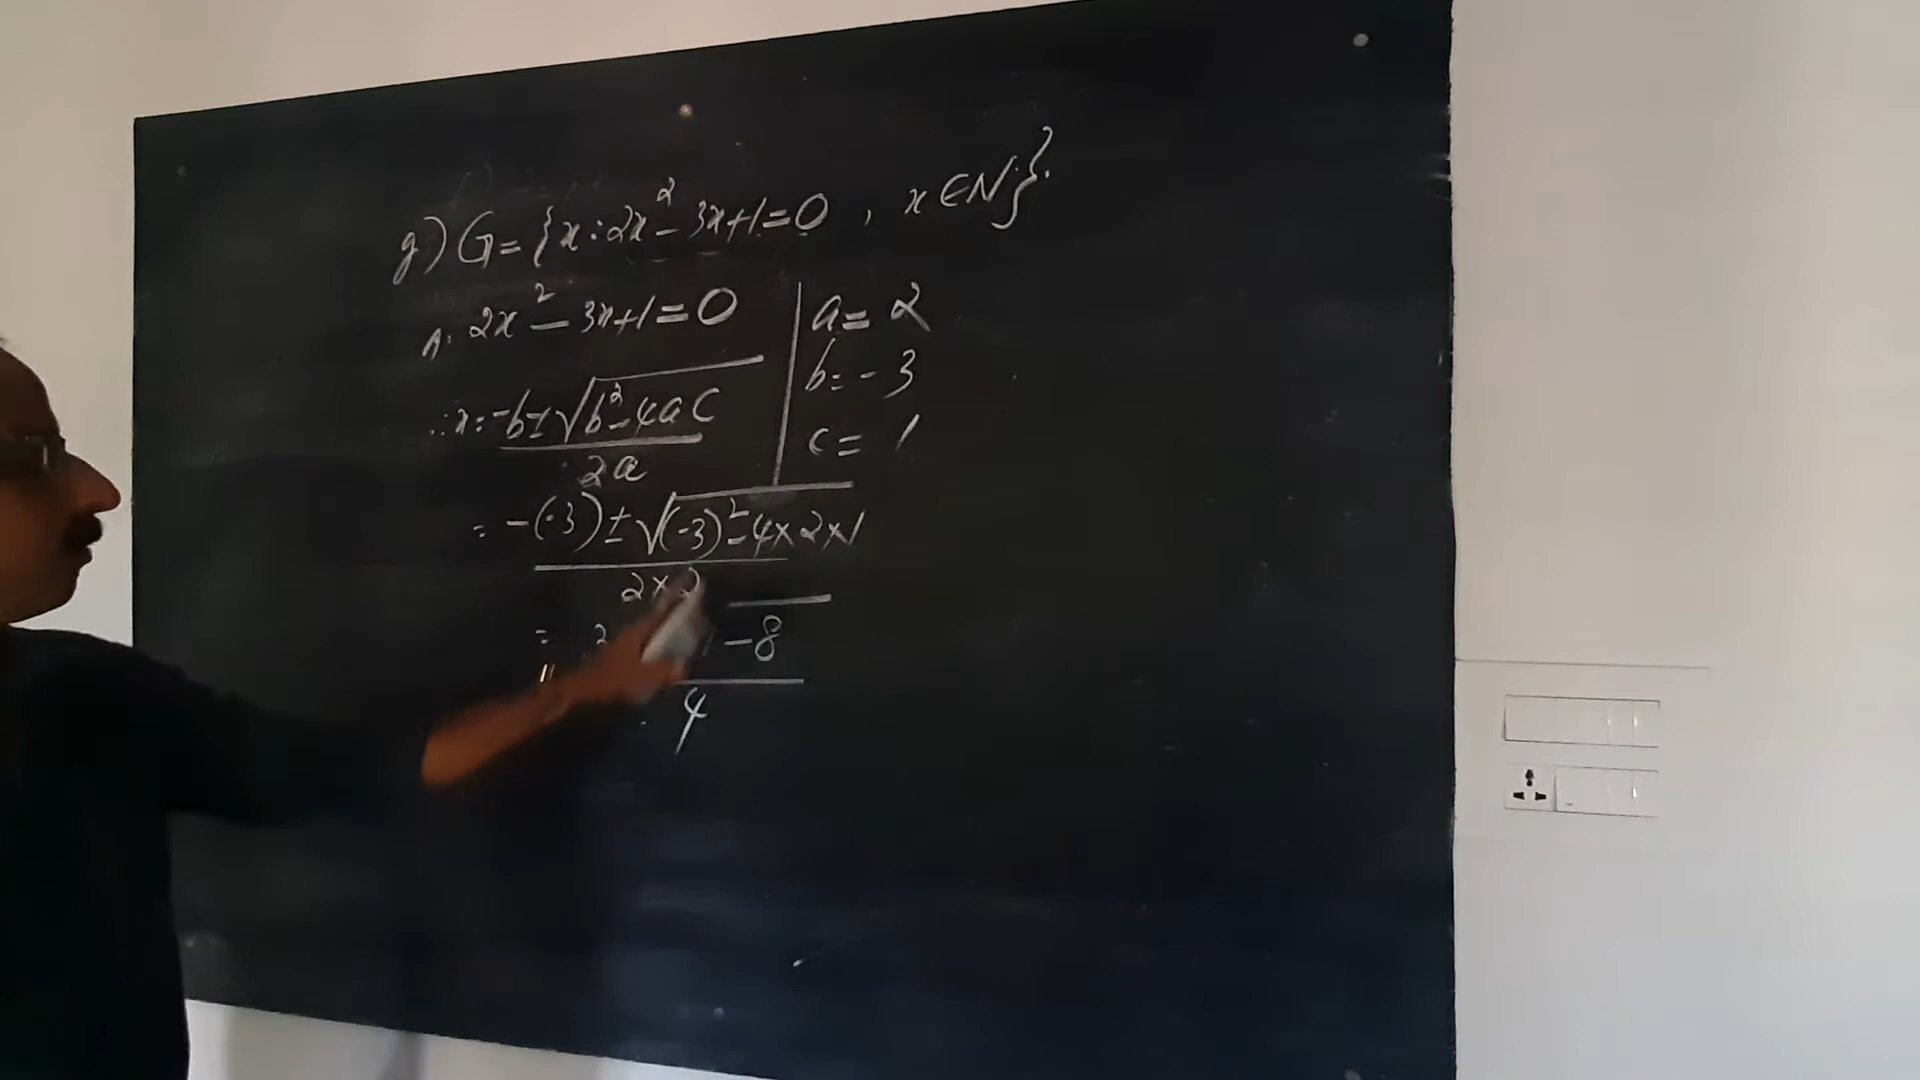 g) G = {x : 2x² - 3x + 1 = 0 , x ∈ N}.
A. 2x² - 3x + 1 = 0
a = 2
b = - 3
c = 1
∴ x = -b ± √(b² - 4aC) / 2a
= -(-3) ± √((-3)² - 4 × 2 × 1) / 2 × 2
= 3 - 8 / 4